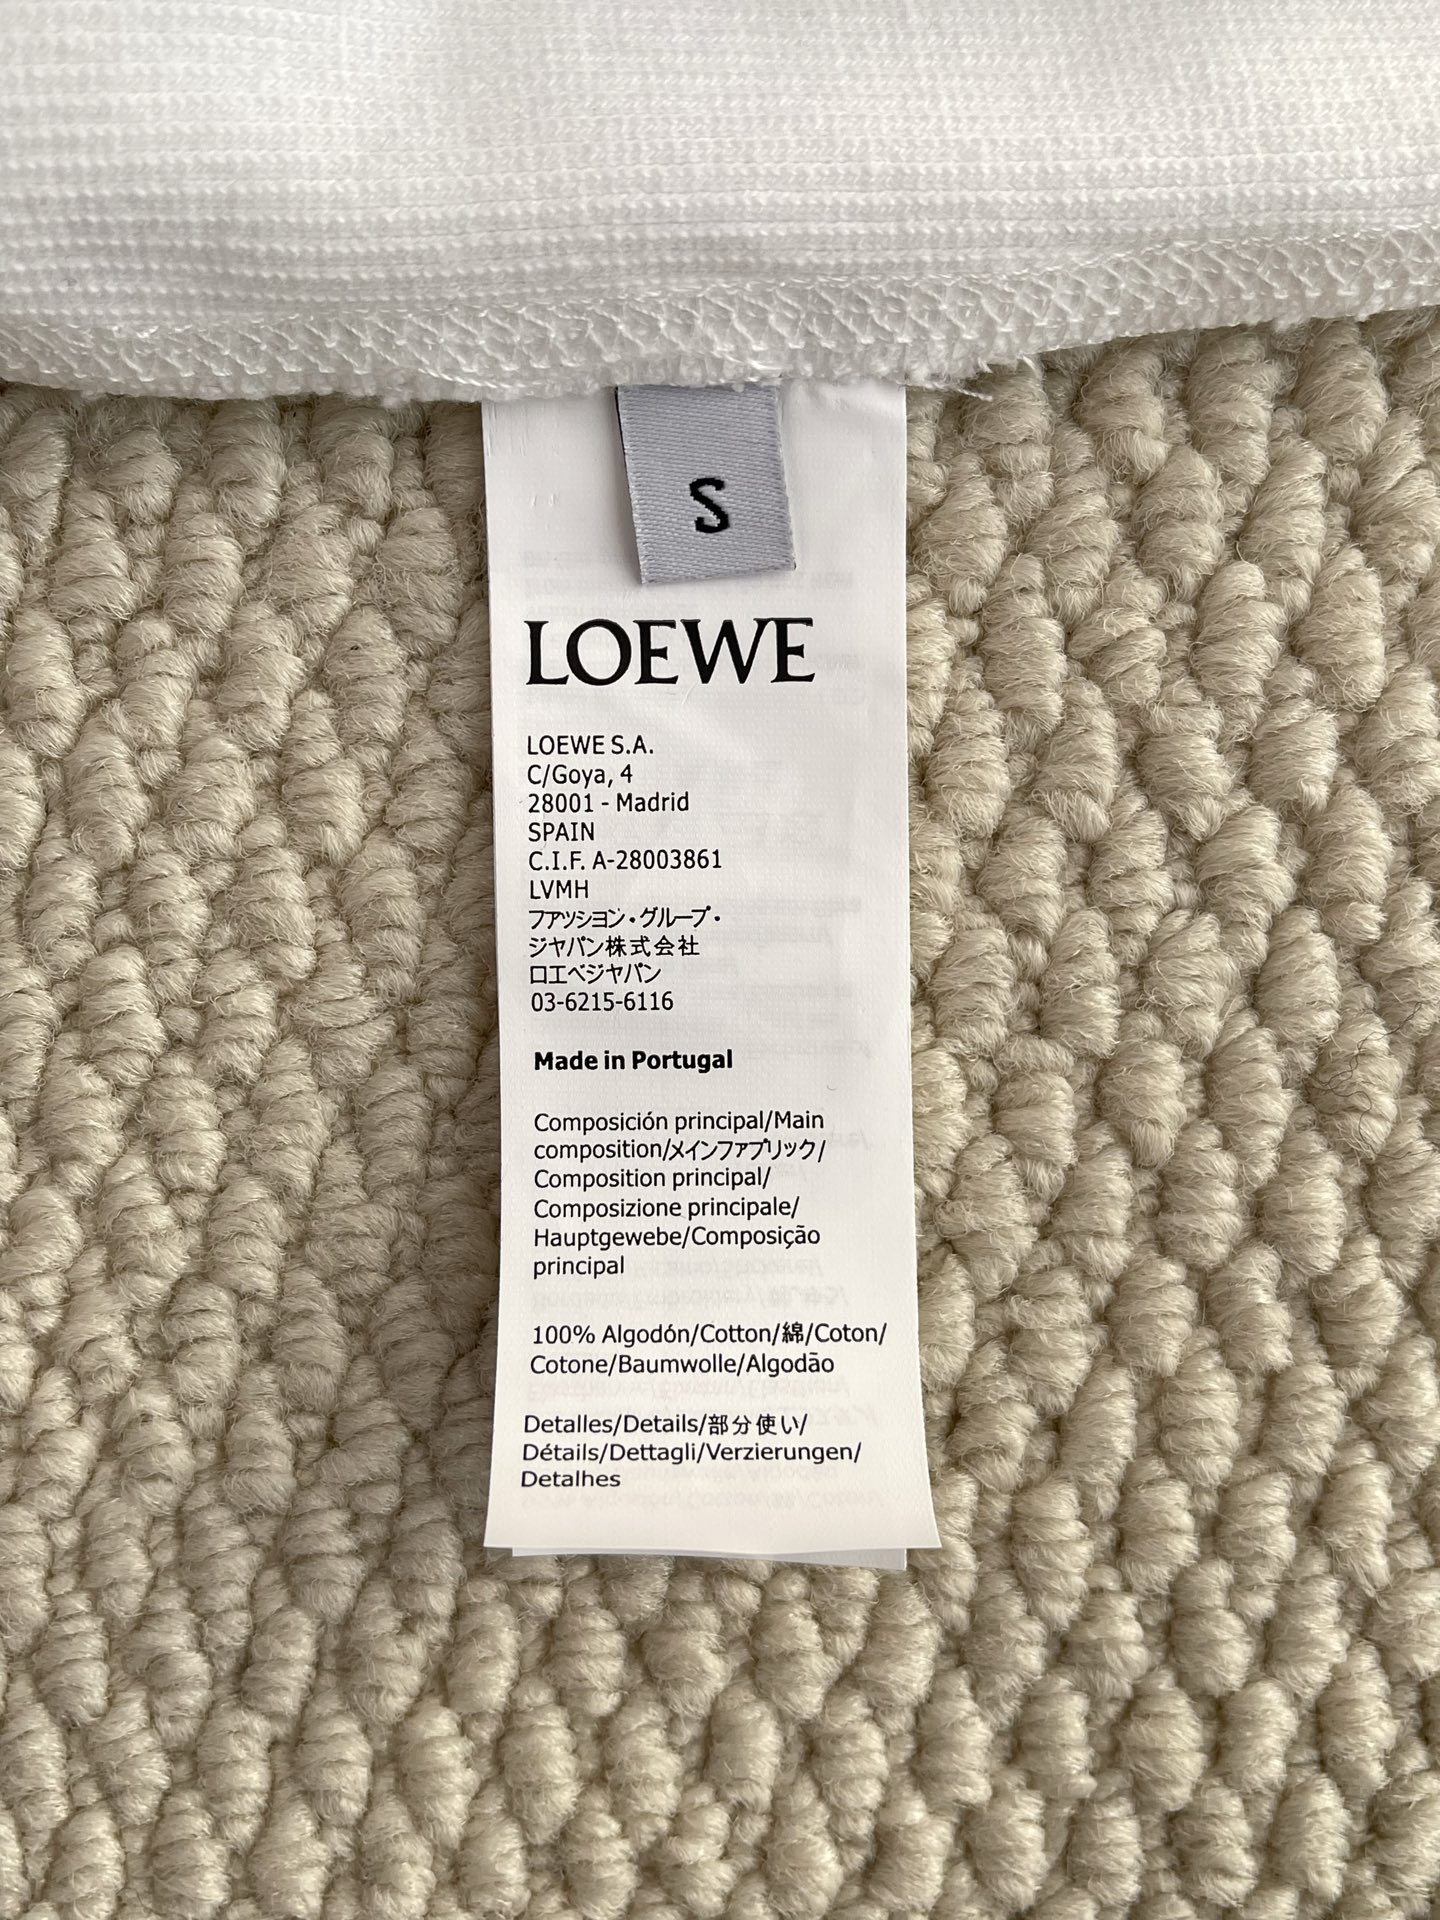 S
LOEWE
LOEWE S.A.
C/Goya, 4
28001 - Madrid
SPAIN
C.I.F. A-28003861
LVMH
ファッション・グループ・
ジャパン株式会社
ロエベジャパン
03-6215-6116
Made in Portugal
Composición principal/Main
composition/メインファブリック/
Composition principal/
Composizione principale/
Hauptgewebe/Composição
principal
100% Algodón/Cotton/綿/Coton/
Cotone/Baumwolle/Algodão
Detalles/Details/部分使い/
Détails/Dettagli/Verzierungen/
Detalhes